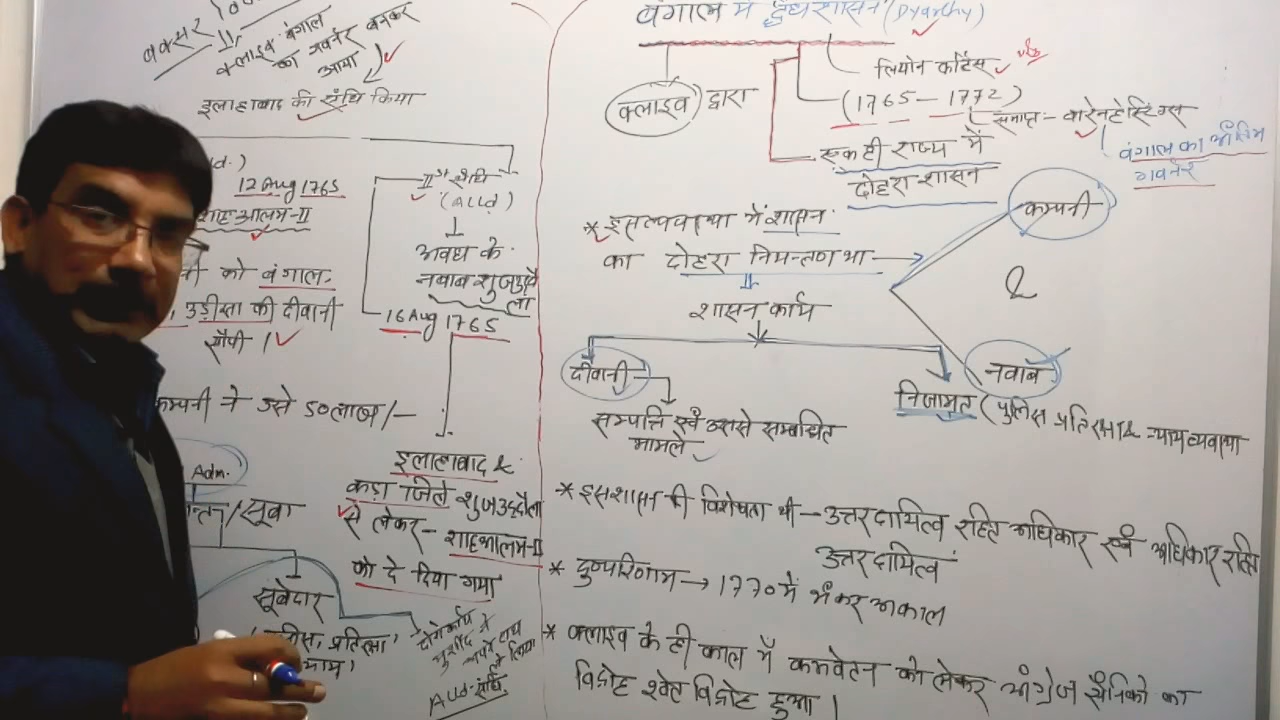 बक्सर
क्लाइव बंगाल
का गवर्नर बनकर
आया
इलाहाबाद की संधि किया
12 Aug 1765
शाहआलम-II
को बंगाल,
उड़ीसा की दीवानी
सौंपी।
कम्पनी ने उसे 50 लाख/-
Adm.
/सूबा
सूबेदार
प्रतिरक्षा'
न्याय'
II संधि
(Alld)
अवध के
नवाब शुजाउद्दौ
ला
16 Aug 1765
इलाहाबाद &
कड़ा जिले शुजाउद्दौला
से लेकर - शाहआलम-II
को दे दिया गया
Alld-संधि
बंगाल में द्वैधशासन (Dyarchy)
लियोन कर्टिस
क्लाइव द्वारा
(1765 - 1772)
समाप्त - वारेनहेस्टिंग्स
बंगाल का अंतिम
गवर्नर
एक ही राज्य में
दोहरा शासन
कम्पनी
&
नवाब
* इस व्यवस्था में शासन
का दोहरा नियन्त्रण था
शासन कार्य
दीवानी
सम्पत्ति एवं उससे सम्बन्धित
मामले
निजामत (पुलिस प्रतिरक्षा & न्यायव्यवस्था
* इस शासन की विशेषता थी - उत्तरदायित्व रहित अधिकार एवं अधिकार रहित
उत्तरदायित्व
* दुष्परिणाम → 1770 में भंकर अकाल
* क्लाइव के ही काल में कम वेतन को लेकर अंग्रेज सैनिको का
विद्रोह श्वेत विद्रोह हुआ।